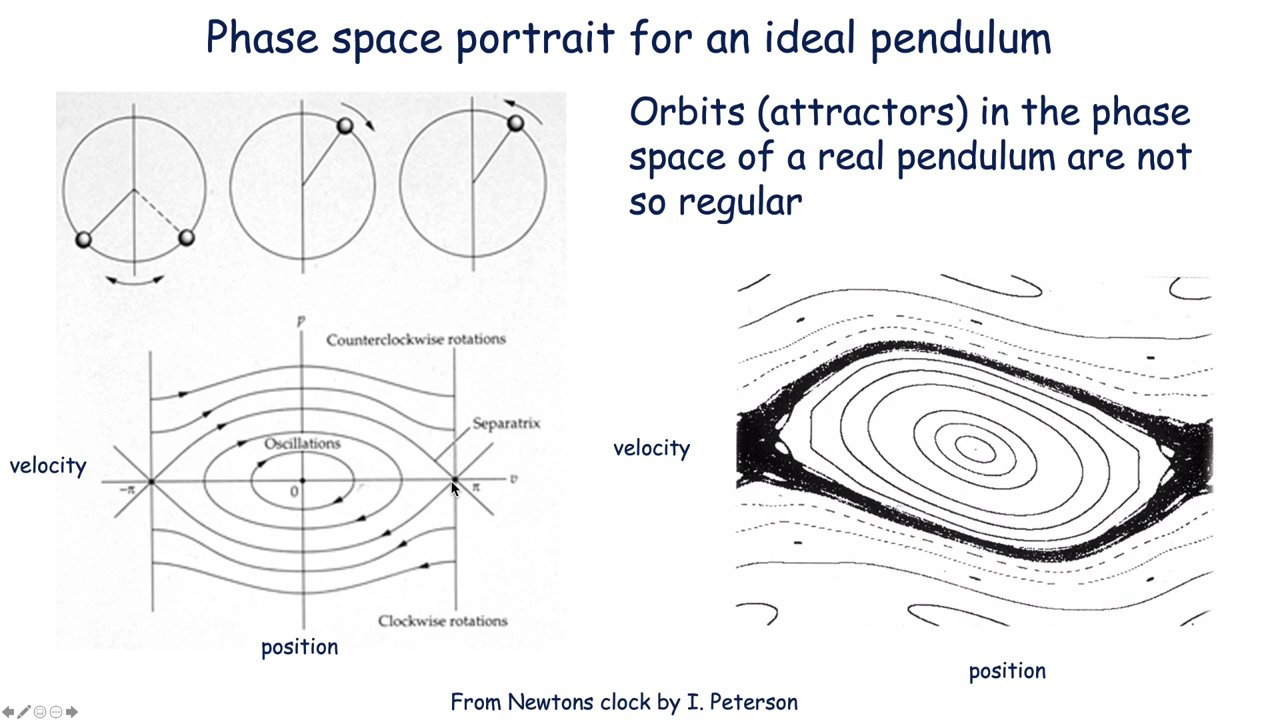 Phase space portrait for an ideal pendulum
Orbits (attractors) in the phase
space of a real pendulum are not
so regular
p
Counterclockwise rotations
Separatrix
Oscillations
velocity
velocity
-π
0
π
Clockwise rotations
position
position
From Newtons clock by I. Peterson